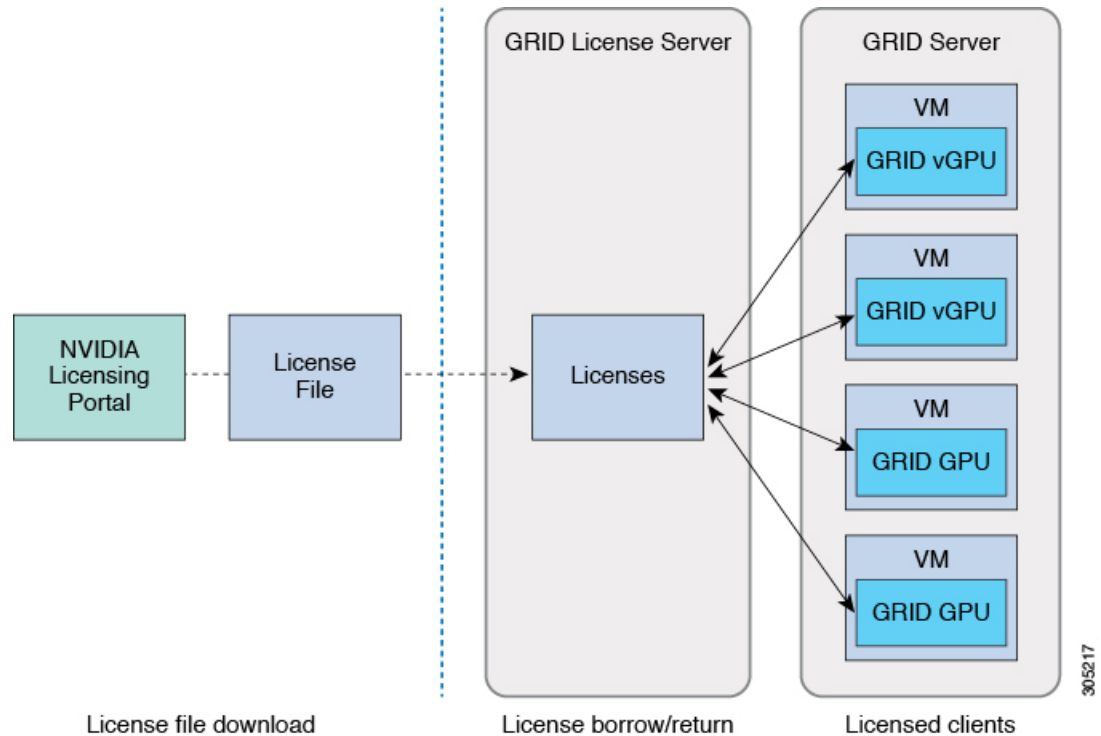 GRID License Server
GRID Server
VM
GRID vGPU
VM
GRID vGPU
NVIDIA
Licensing
Portal
License
File
Licenses
VM
GRID GPU
VM
GRID GPU
305217
License file download
License borrow/return
Licensed clients